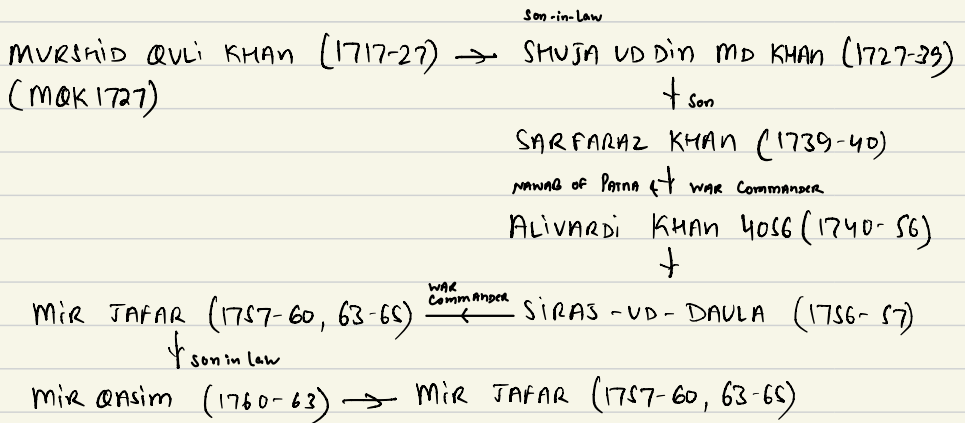 Son-in-law
MURSHID QULI KHAN (1717-27) → SHUJA UD DIN MD KHAN (1727-39)
(MQK 1727)
↓ son
SARFARAZ KHAN (1739-40)
NAWAB OF PATNA & ↓ WAR COMMANDER
ALIVARDI KHAN 4056 (1740-56)
↓
MIR JAFAR (1757-60, 63-65) ← WAR COMMANDER SIRAJ-UD-DAULA (1756-57)
↓ son in law
MIR QASIM (1760-63) → MIR JAFAR (1757-60, 63-65)